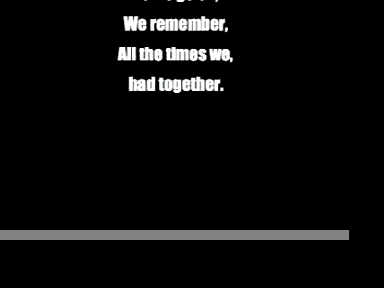 We remember,
All the times we,
had together.